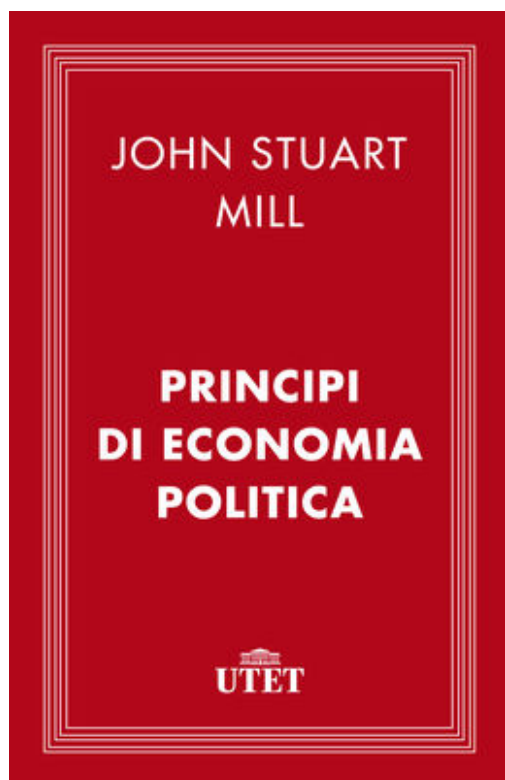 JOHN STUART
MILL
PRINCIPI
DI ECONOMIA
POLITICA
UTET